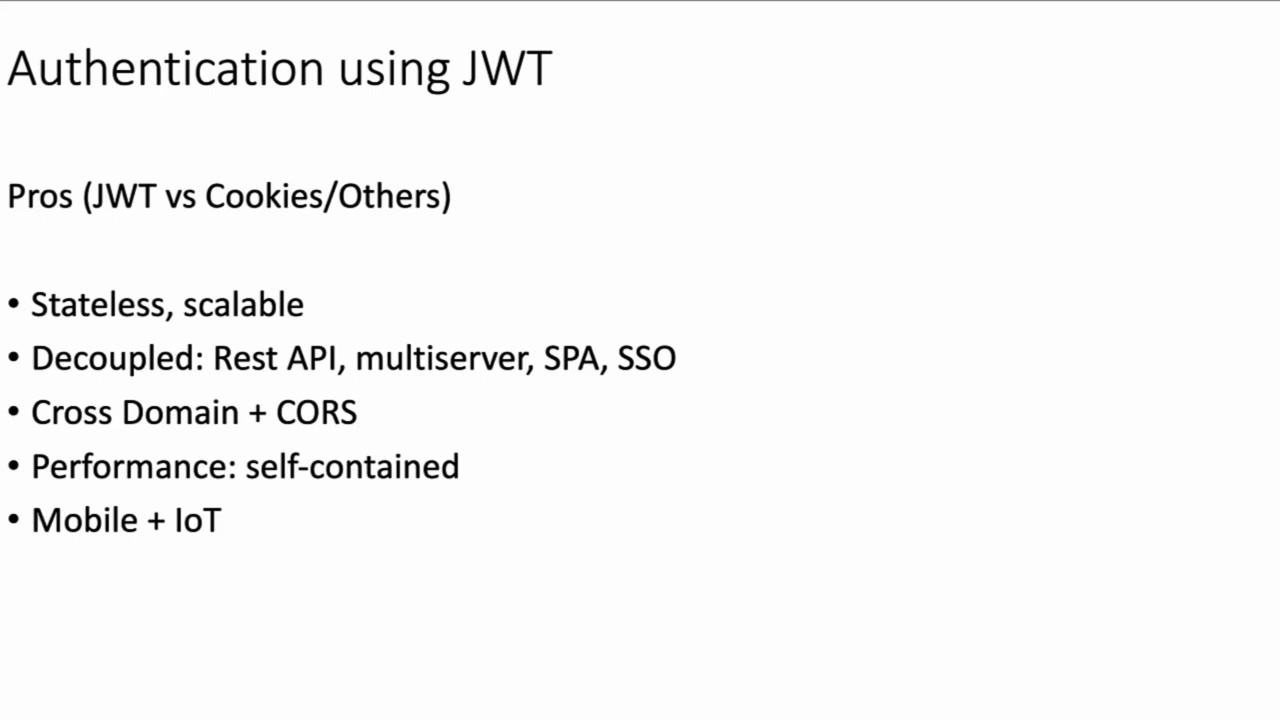 Authentication using JWT
Pros (JWT vs Cookies/Others)
• Stateless, scalable
• Decoupled: Rest API, multiserver, SPA, SSO
• Cross Domain + CORS
• Performance: self-contained
• Mobile + IoT